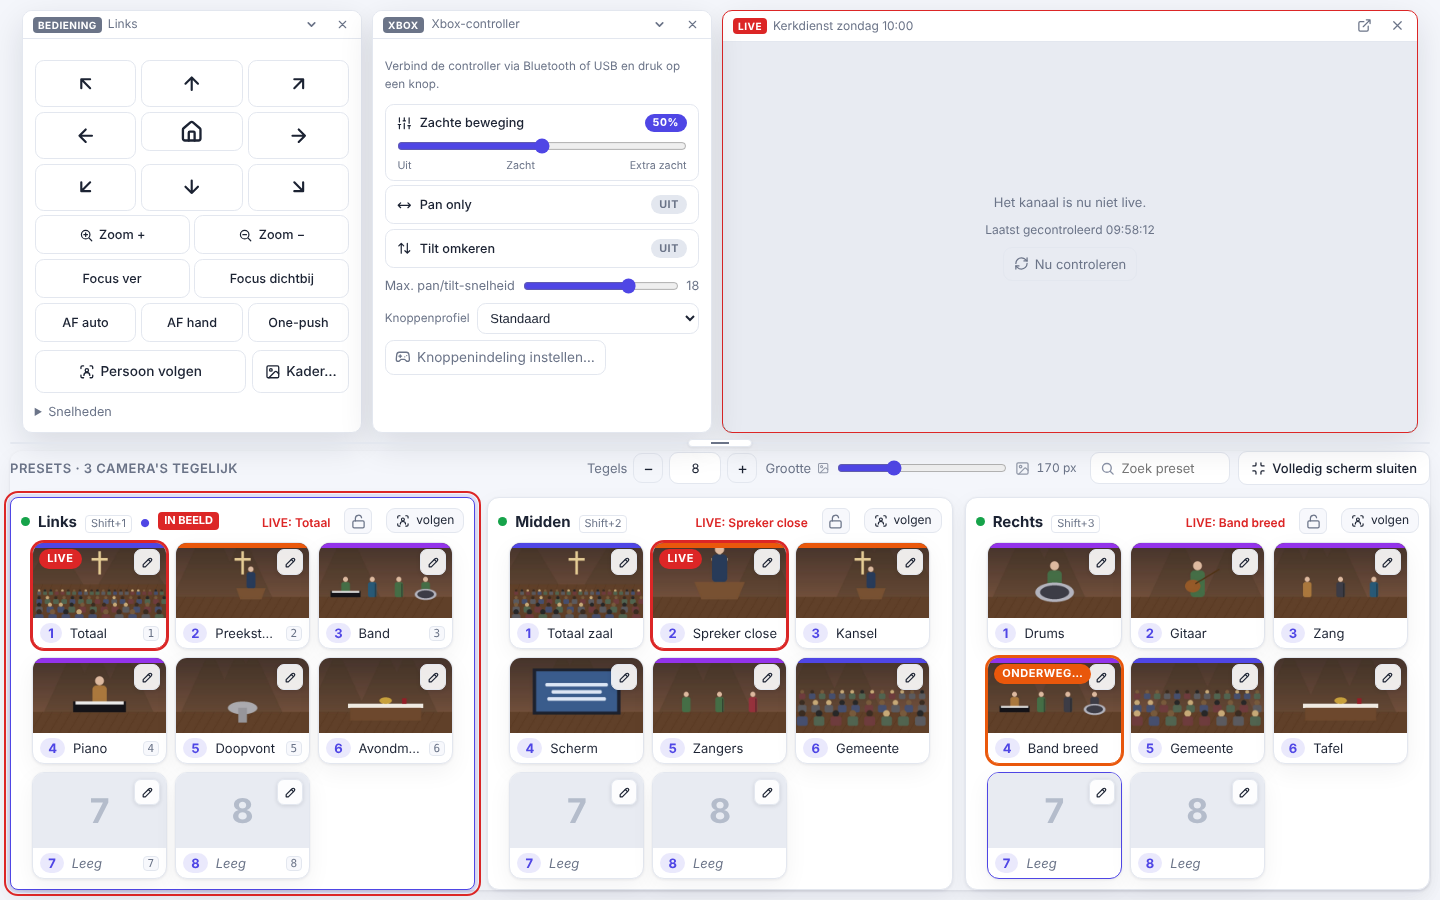 BEDIENING Links
Zoom +
Zoom −
Focus ver
Focus dichtbij
AF auto
AF hand
One-push
Persoon volgen
Kader...
Snelheden
XBOX Xbox-controller
Verbind de controller via Bluetooth of USB en druk op
een knop.
Zachte beweging
50%
Uit
Zacht
Extra zacht
Pan only
UIT
Tilt omkeren
UIT
Max. pan/tilt-snelheid
18
Knoppenprofiel
Standaard
Knoppenindeling instellen...
LIVE Kerkdienst zondag 10:00
Het kanaal is nu niet live.
Laatst gecontroleerd 09:58:12
Nu controleren
PRESETS · 3 CAMERA'S TEGELIJK
Tegels
−
8
+
Grootte
170 px
Zoek preset
Volledig scherm sluiten
Links
Shift+1
IN BEELD
LIVE: Totaal
volgen
LIVE
1 Totaal 1
2 Preekst... 2
3 Band 3
4 Piano 4
5 Doopvont 5
6 Avondm... 6
7
8
7 Leeg 7
8 Leeg 8
Midden
Shift+2
LIVE: Spreker close
volgen
1 Totaal zaal
LIVE
2 Spreker close
3 Kansel
4 Scherm
5 Zangers
6 Gemeente
7
8
7 Leeg
8 Leeg
Rechts
Shift+3
LIVE: Band breed
volgen
1 Drums
2 Gitaar
3 Zang
ONDERWEG...
4 Band breed
5 Gemeente
6 Tafel
7
8
7 Leeg
8 Leeg